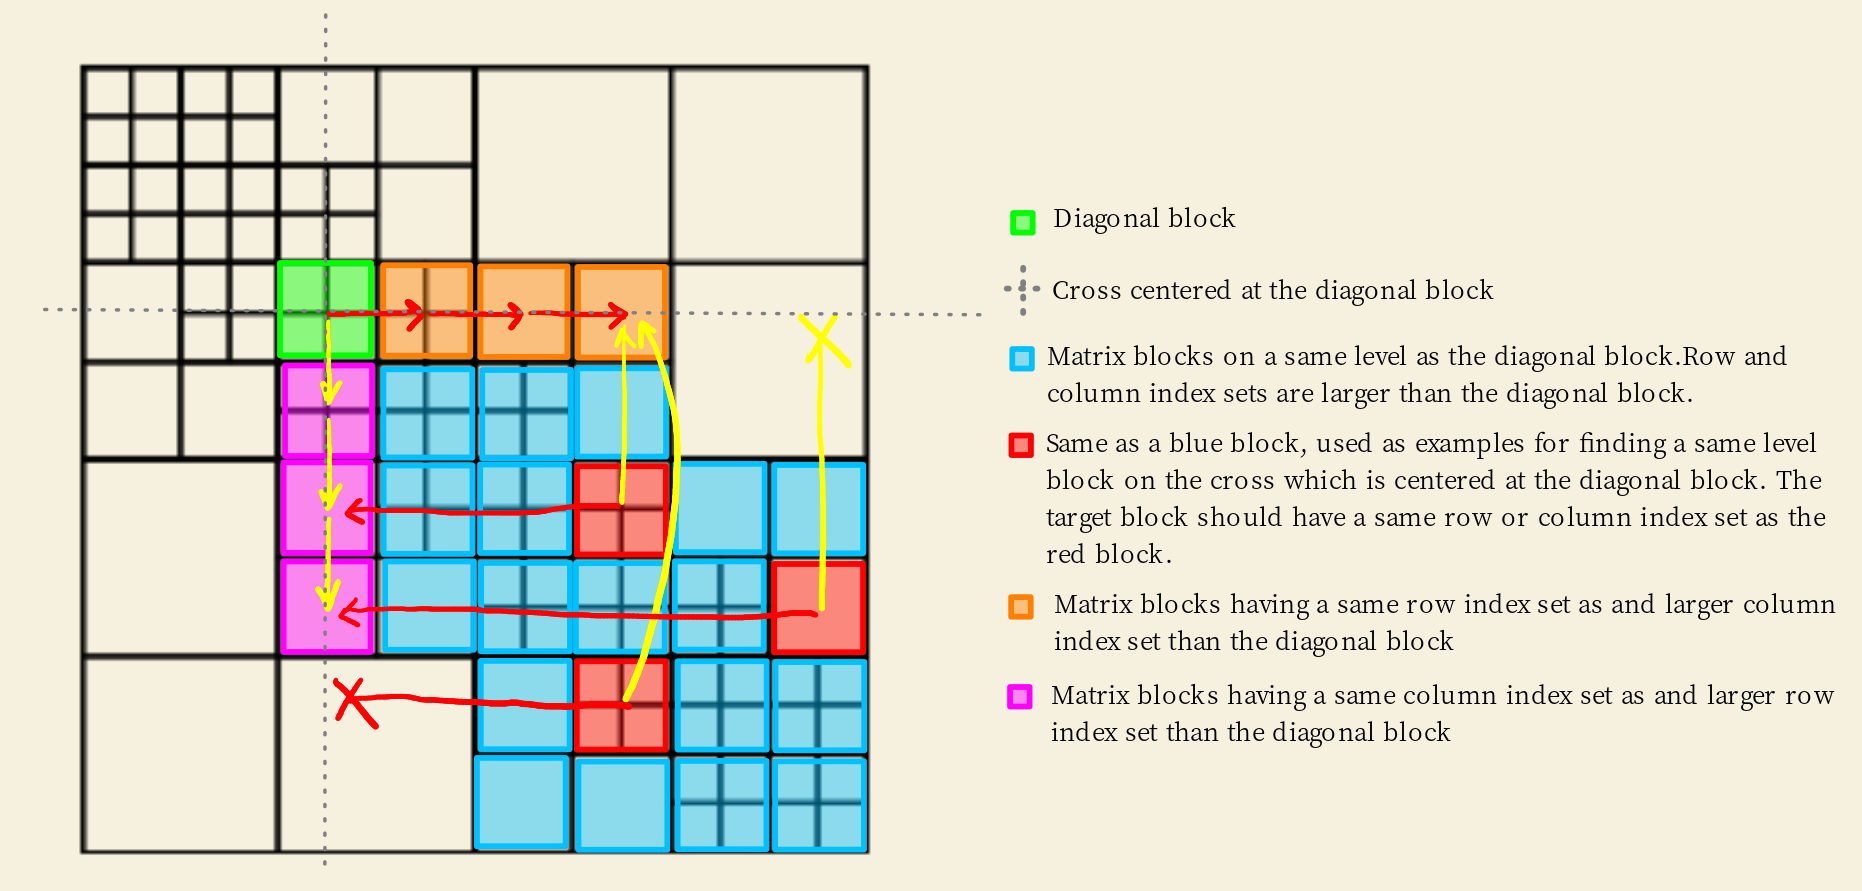 Diagonal block
Cross centered at the diagonal block
Matrix blocks on a same level as the diagonal block.Row and
column index sets are larger than the diagonal block.
Same as a blue block, used as examples for finding a same level
block on the cross which is centered at the diagonal block. The
target block should have a same row or column index set as the
red block.
Matrix blocks having a same row index set as and larger column
index set than the diagonal block
Matrix blocks having a same column index set as and larger row
index set than the diagonal block